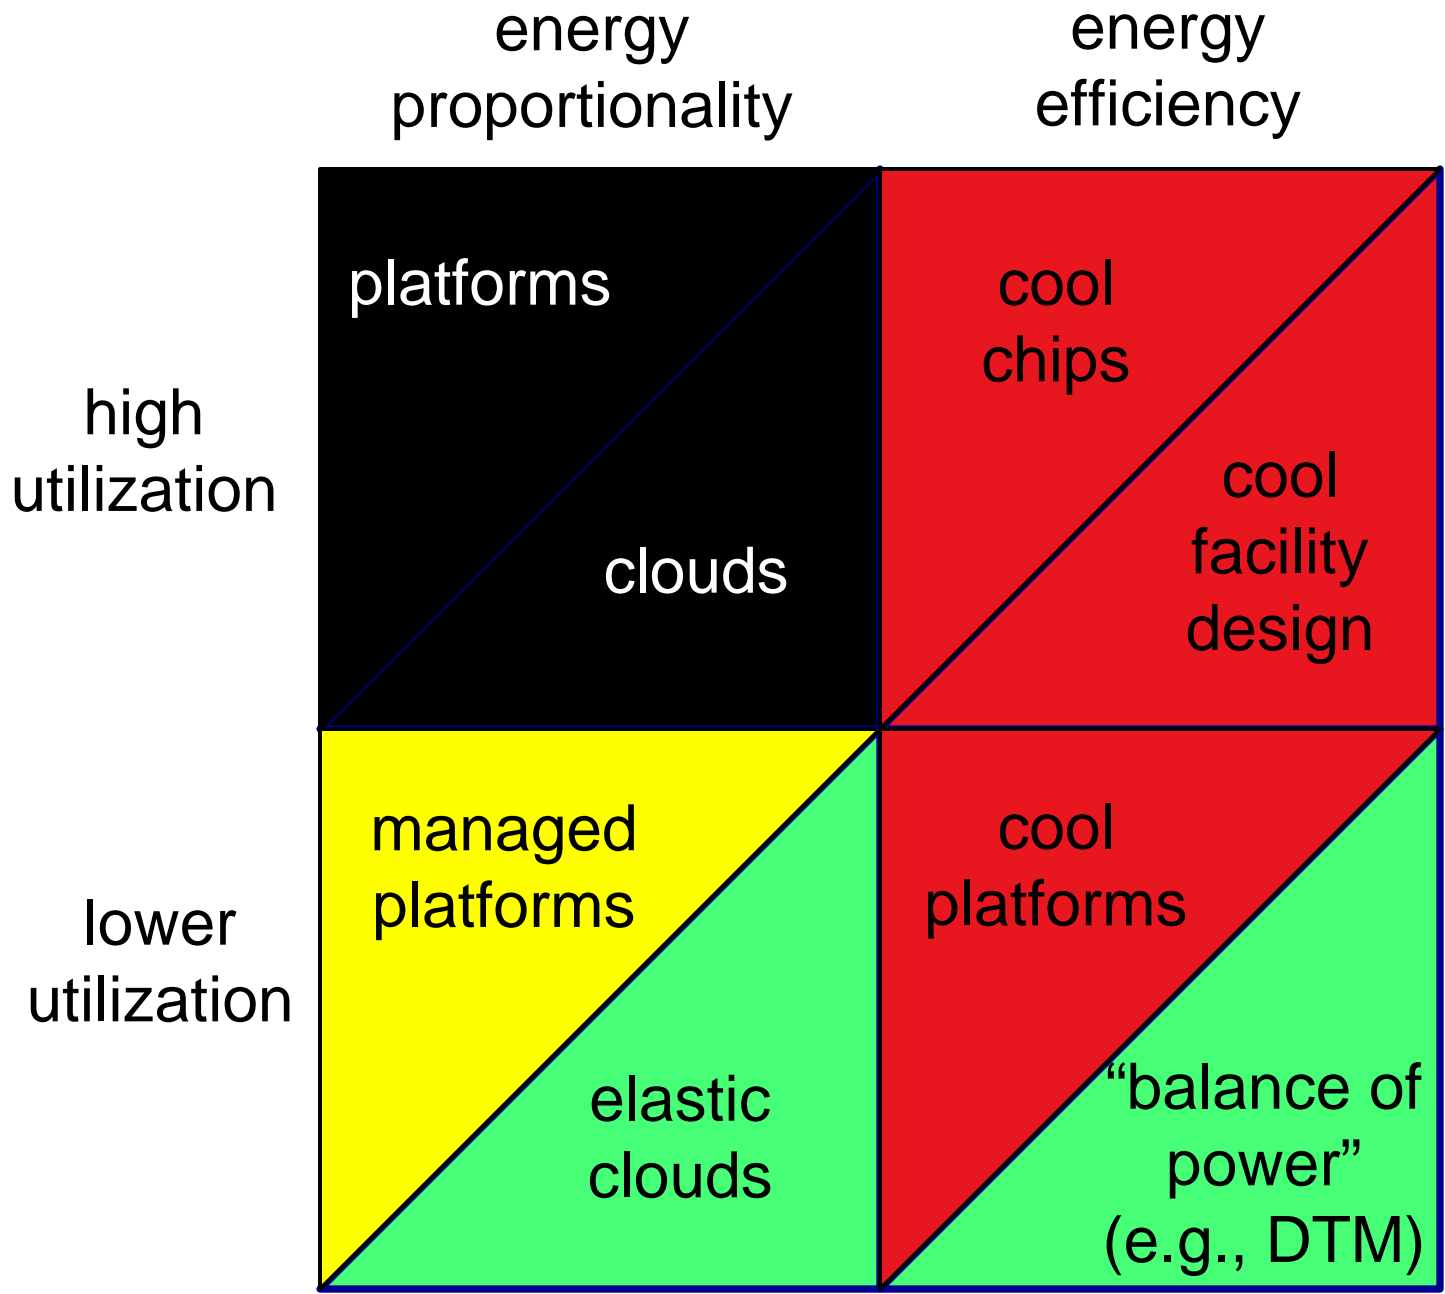 energy
proportionality
energy
efficiency
high
utilization
platforms
clouds
cool
chips
cool
facility
design
lower
utilization
managed
platforms
elastic
clouds
cool
platforms
“balance of
power”
(e.g., DTM)